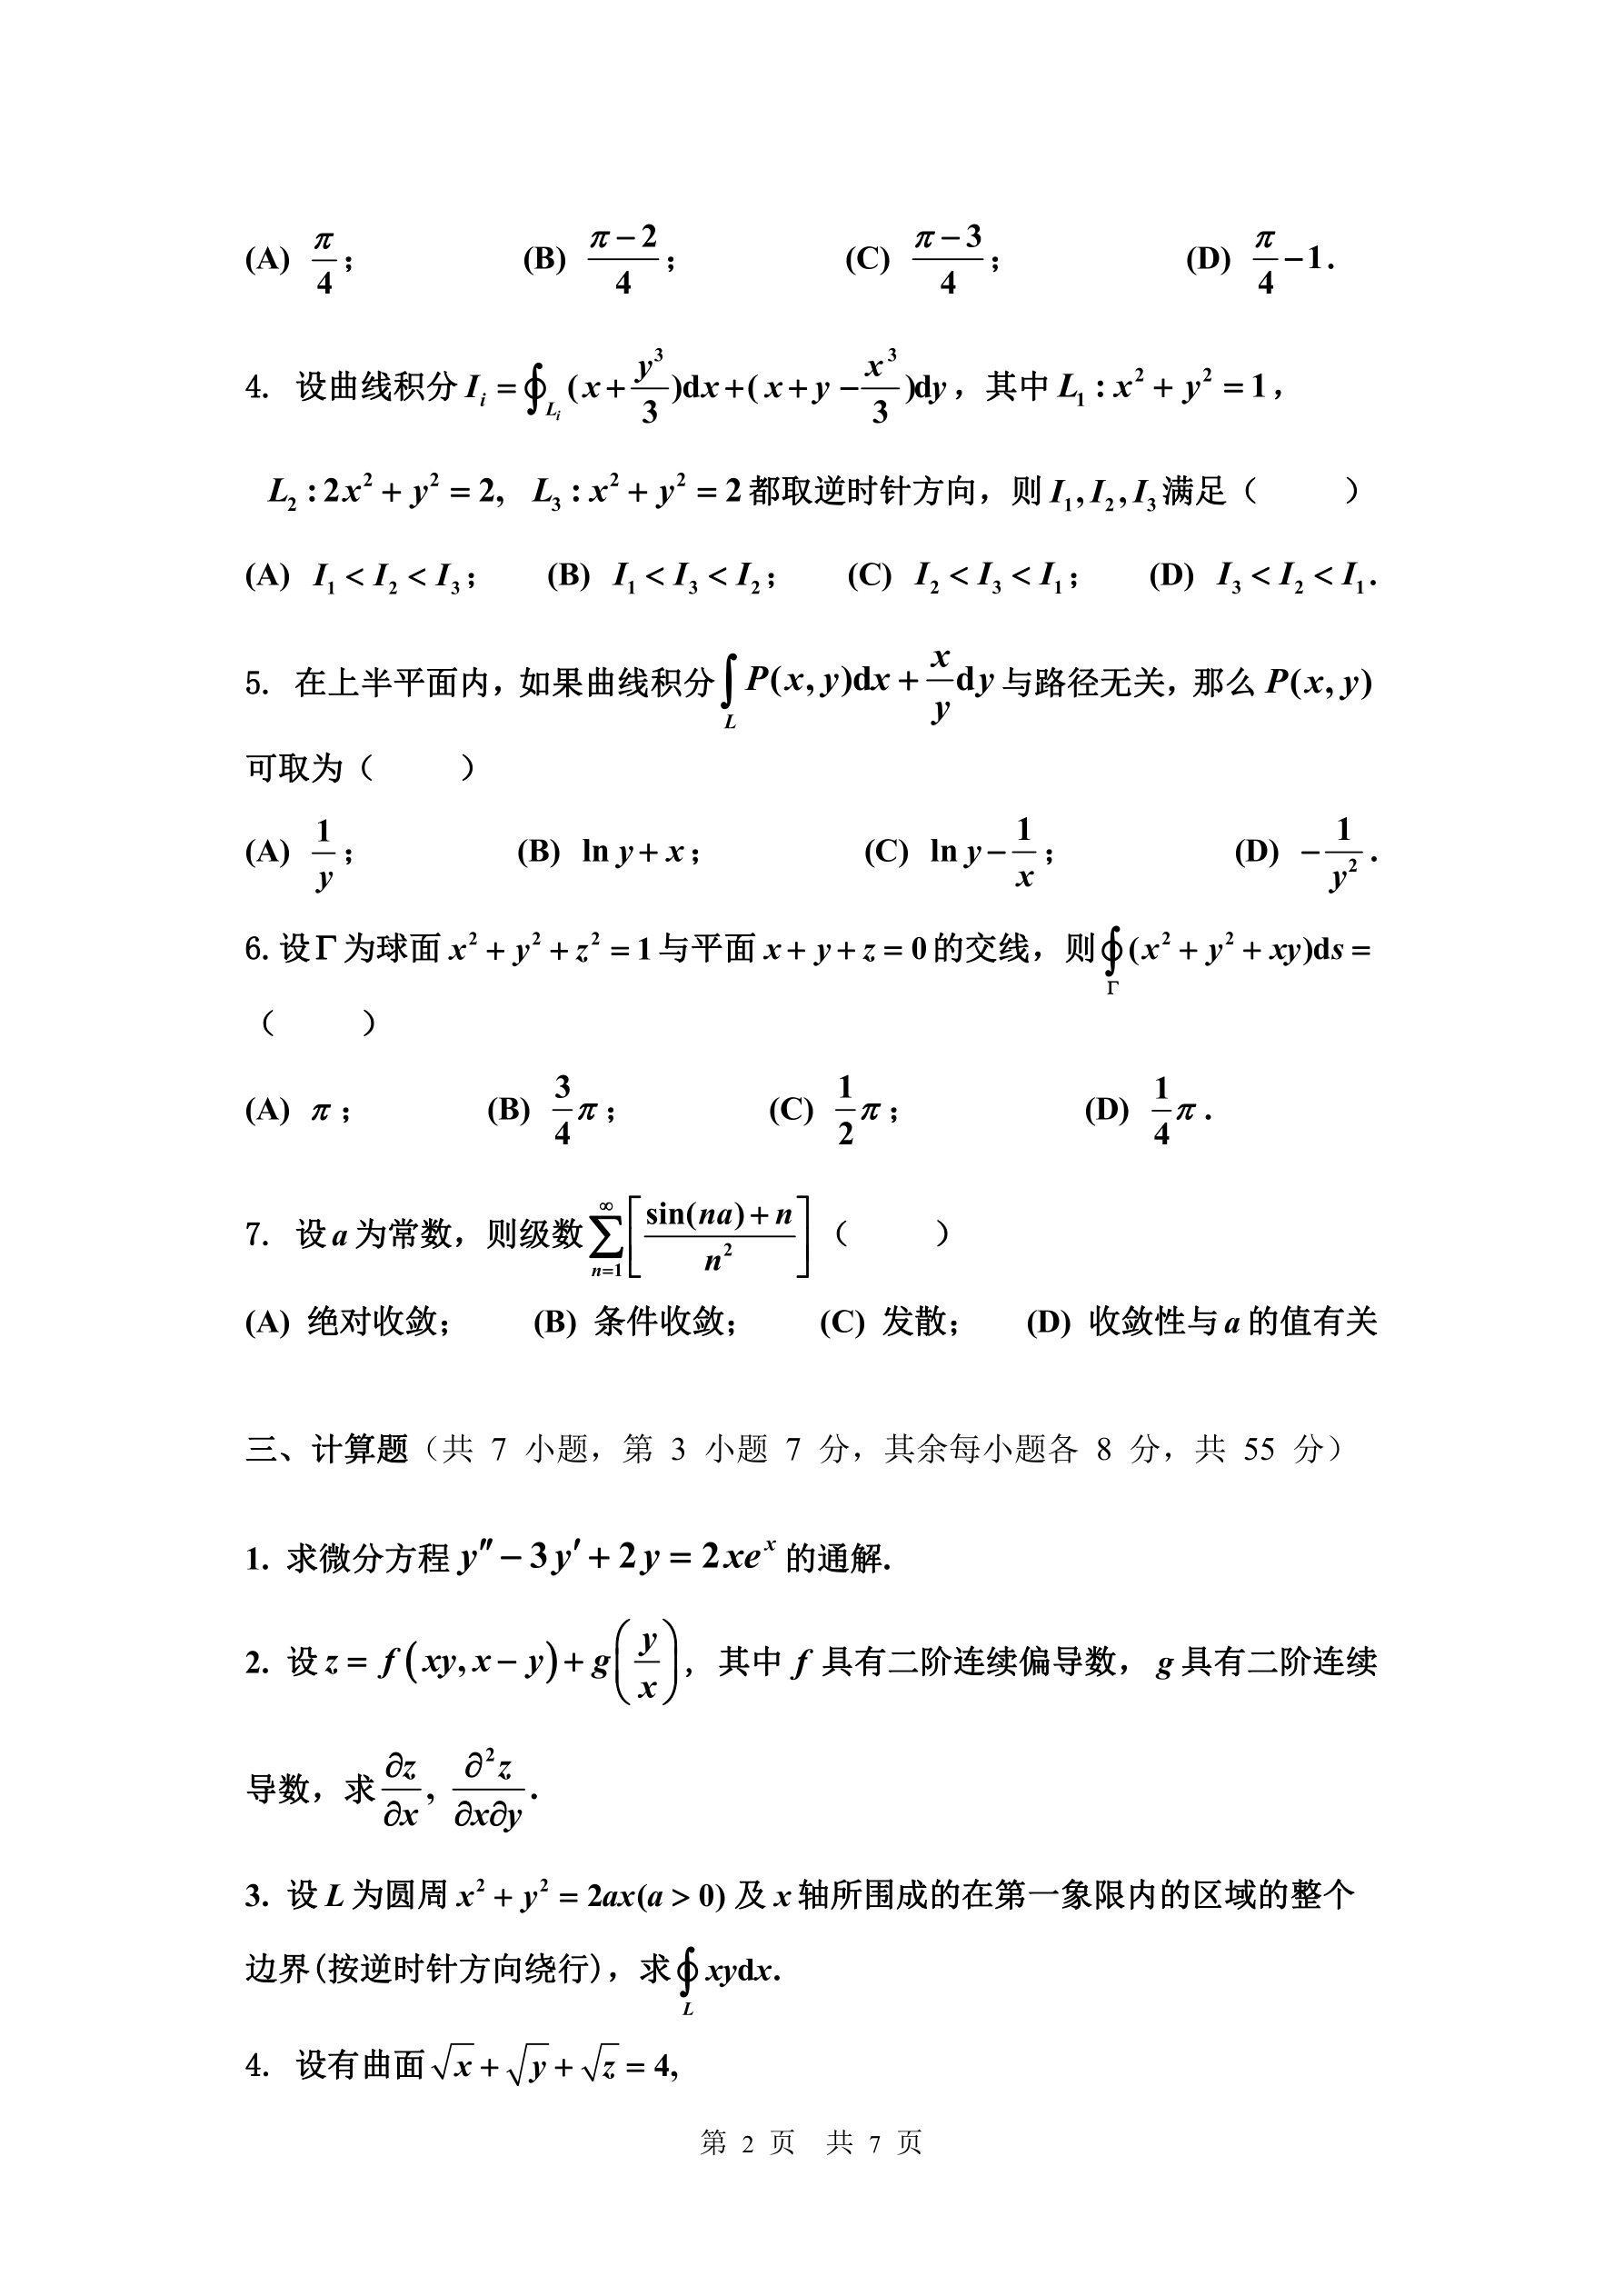 (A) $\frac{\pi}{4}$; (B) $\frac{\pi-2}{4}$; (C) $\frac{\pi-3}{4}$; (D) $\frac{\pi}{4}-1$.
4. 设曲线积分 $I_i=\oint_{L_i}(x+\frac{y^3}{3})\mathrm{d}x+(x+y-\frac{x^3}{3})\mathrm{d}y$，其中 $L_1:x^2+y^2=1$，
$L_2:2x^2+y^2=2,\ L_3:x^2+y^2=2$ 都取逆时针方向，则 $I_1,I_2,I_3$ 满足（ ）
(A) $I_1<I_2<I_3$; (B) $I_1<I_3<I_2$; (C) $I_2<I_3<I_1$; (D) $I_3<I_2<I_1$.
5. 在上半平面内，如果曲线积分 $\int_L P(x,y)\mathrm{d}x+\frac{x}{y}\mathrm{d}y$ 与路径无关，那么 $P(x,y)$
可取为（ ）
(A) $\frac{1}{y}$; (B) $\ln y+x$; (C) $\ln y-\frac{1}{x}$; (D) $-\frac{1}{y^2}$.
6.设 $\Gamma$ 为球面 $x^2+y^2+z^2=1$ 与平面 $x+y+z=0$ 的交线，则 $\oint_\Gamma(x^2+y^2+xy)\mathrm{d}s=$
（ ）
(A) $\pi$; (B) $\frac{3}{4}\pi$; (C) $\frac{1}{2}\pi$; (D) $\frac{1}{4}\pi$.
7. 设 $a$ 为常数，则级数 $\sum_{n=1}^{\infty}\left[\frac{\sin(na)+n}{n^2}\right]$（ ）
(A) 绝对收敛; (B) 条件收敛; (C) 发散; (D) 收敛性与 $a$ 的值有关
三、计算题（共 7 小题，第 3 小题 7 分，其余每小题各 8 分，共 55 分）
1. 求微分方程 $y''-3y'+2y=2xe^x$ 的通解.
2. 设 $z=f(xy,x-y)+g\left(\frac{y}{x}\right)$, 其中 $f$ 具有二阶连续偏导数，$g$ 具有二阶连续
导数，求 $\frac{\partial z}{\partial x},\ \frac{\partial^2 z}{\partial x\partial y}$.
3. 设 $L$ 为圆周 $x^2+y^2=2ax(a>0)$ 及 $x$ 轴所围成的在第一象限内的区域的整个
边界(按逆时针方向绕行)，求 $\oint_L xy\mathrm{d}x$.
4. 设有曲面 $\sqrt{x}+\sqrt{y}+\sqrt{z}=4$,
第 2 页 共 7 页